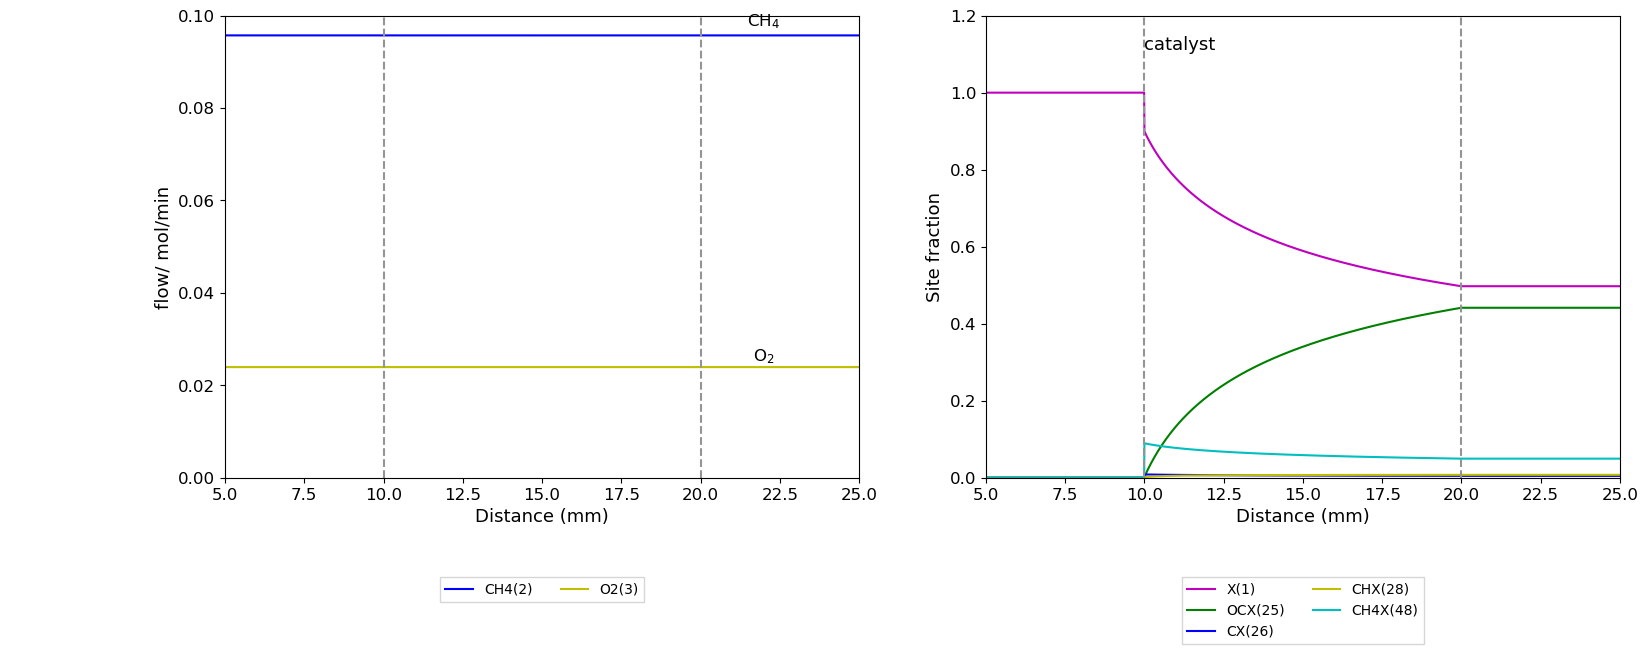 CH₄
O₂
0.10
0.08
0.06
0.04
0.02
0.00
flow/ mol/min
5.0 7.5 10.0 12.5 15.0 17.5 20.0 22.5 25.0
Distance (mm)
CH4(2) O2(3)
catalyst
1.2
1.0
0.8
0.6
0.4
0.2
0.0
Site fraction
5.0 7.5 10.0 12.5 15.0 17.5 20.0 22.5 25.0
Distance (mm)
X(1) CHX(28)
OCX(25) CH4X(48)
CX(26)